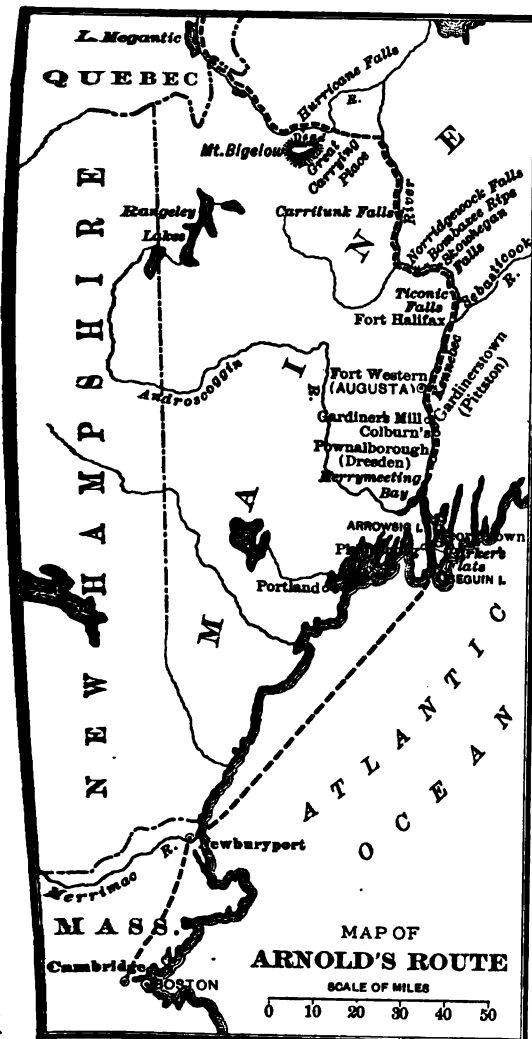 L. Megantic
QUEBEC
Hurricane Falls
R.
Mt. Bigelow
Dead
Great
Carrying
Place
Rangeley
Lakes
Carritunk Falls
River
Norridgewock Falls
Bombazee Rips
Skowhegan
Falls
Sebasticook
R.
Ticonic
Falls
Fort Halifax
Kennebec
Androscoggin
R.
Fort Western
(AUGUSTA)
Gardinerstown
(Pittston)
Gardiner's Mill
Colburn's
Pownalborough
(Dresden)
Merrymeeting
Bay
ARROWSIC I.
SEGUIN I.
Portland
MAINE
NEW HAMPSHIRE
ATLANTIC
OCEAN
Newburyport
Merrimac R.
MASS.
Cambridge
BOSTON
MAP OF
ARNOLD'S ROUTE
SCALE OF MILES
0 10 20 30 40 50